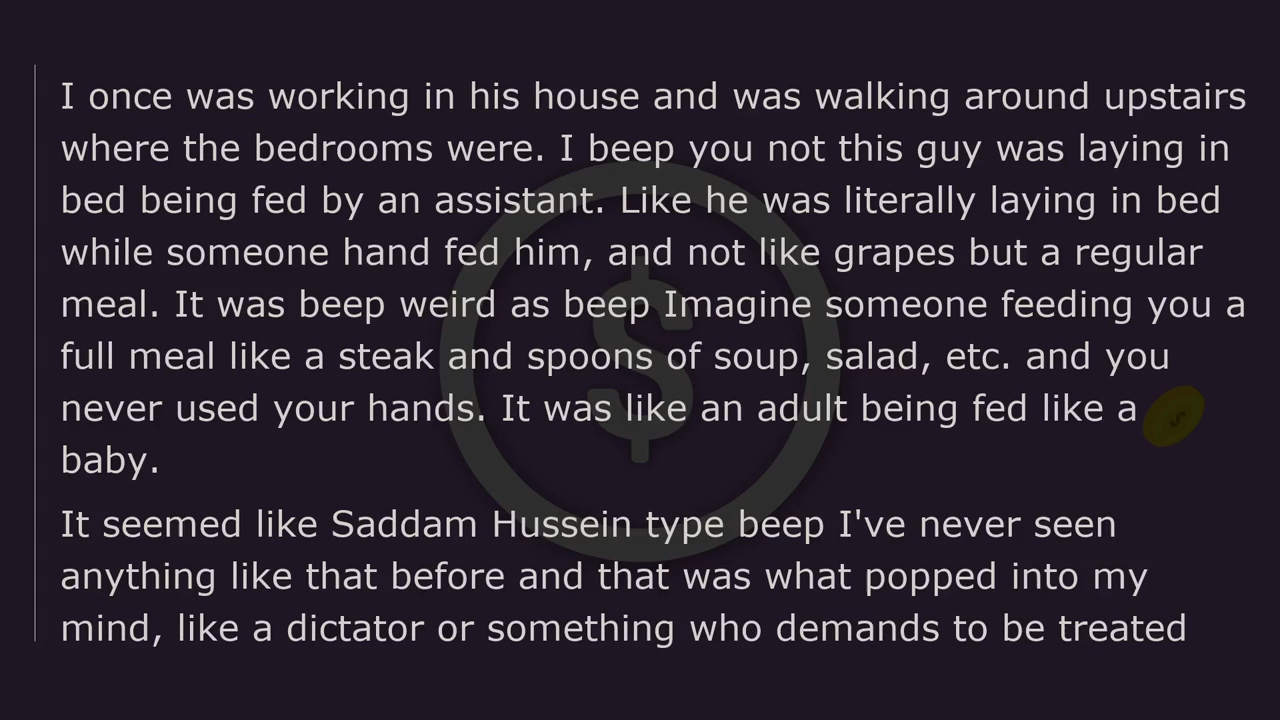 I once was working in his house and was walking around upstairs
where the bedrooms were. I beep you not this guy was laying in
bed being fed by an assistant. Like he was literally laying in bed
while someone hand fed him, and not like grapes but a regular
meal. It was beep weird as beep Imagine someone feeding you a
full meal like a steak and spoons of soup, salad, etc. and you
never used your hands. It was like an adult being fed like a
baby.
It seemed like Saddam Hussein type beep I've never seen
anything like that before and that was what popped into my
mind, like a dictator or something who demands to be treated